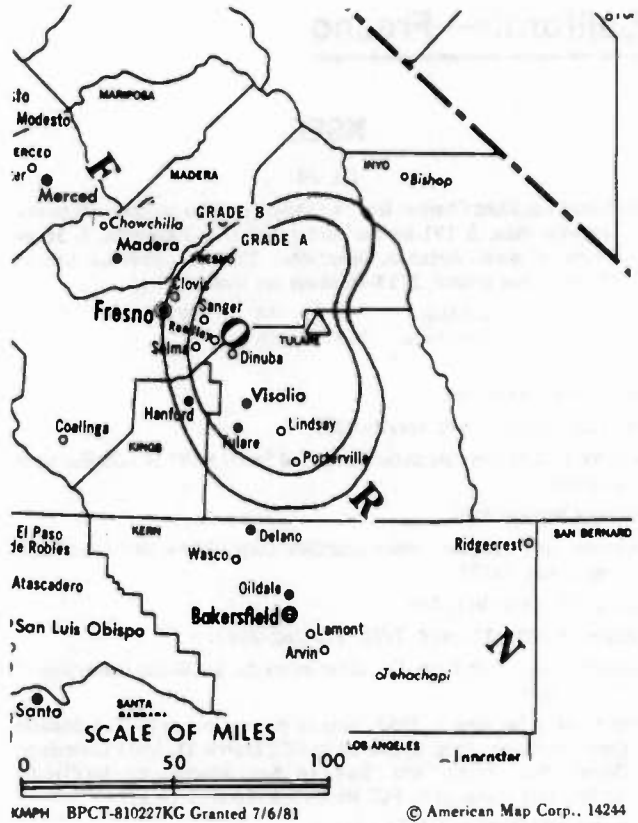 MARIPOSA
Modesto
MERCED
Merced
F
MADERA
INYO
Bishop
Chowchilla
GRADE B
Madera
GRADE A
FRESNO
Clovis
Fresno
Sanger
Reedley
TULARE
Selma
Dinuba
Visalia
Hanford
Coalinga
Lindsay
KINGS
Tulare
Porterville
R
KERN
Delano
SAN BERNARD
El Paso
de Robles
Ridgecrest
Wasco
Atascadero
Oildale
Bakersfield
San Luis Obispo
Lamont
Arvin
N
Tehachapi
Santo
SANTA
BARBARA
SCALE OF MILES
LOS ANGELES
Lancaster
0 50 100
KMPH BPCT-810227KG Granted 7/6/81 © American Map Corp., 14244